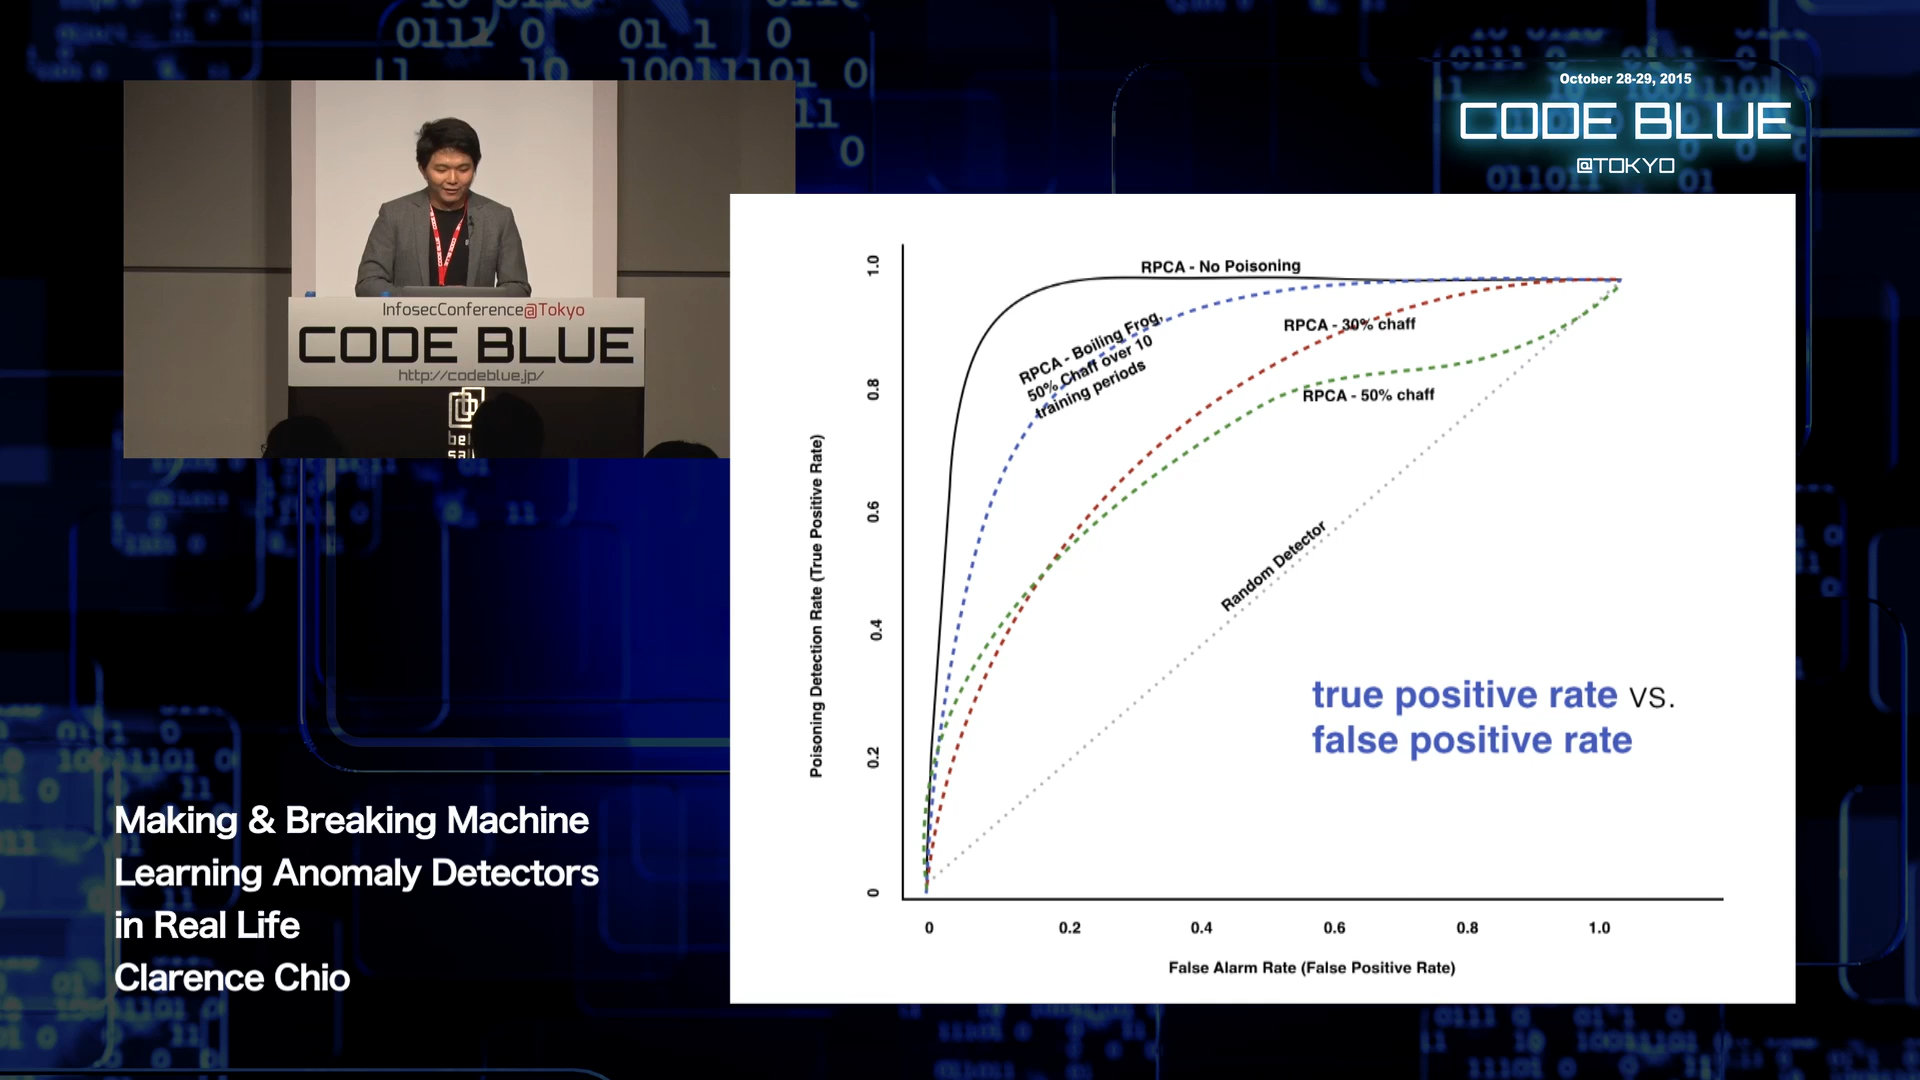 October 28-29, 2015
CODE BLUE
@TOKYO
InfosecConference@Tokyo
CODE BLUE
http://codeblue.jp/
bel
sal
Making & Breaking Machine
Learning Anomaly Detectors
in Real Life
Clarence Chio
RPCA - No Poisoning
RPCA - Boiling Frog,
50% Chaff over 10
training periods
RPCA - 30% chaff
RPCA - 50% chaff
Random Detector
true positive rate vs.
false positive rate
Poisoning Detection Rate (True Positive Rate)
1.0
0.8
0.6
0.4
0.2
0
0 0.2 0.4 0.6 0.8 1.0
False Alarm Rate (False Positive Rate)